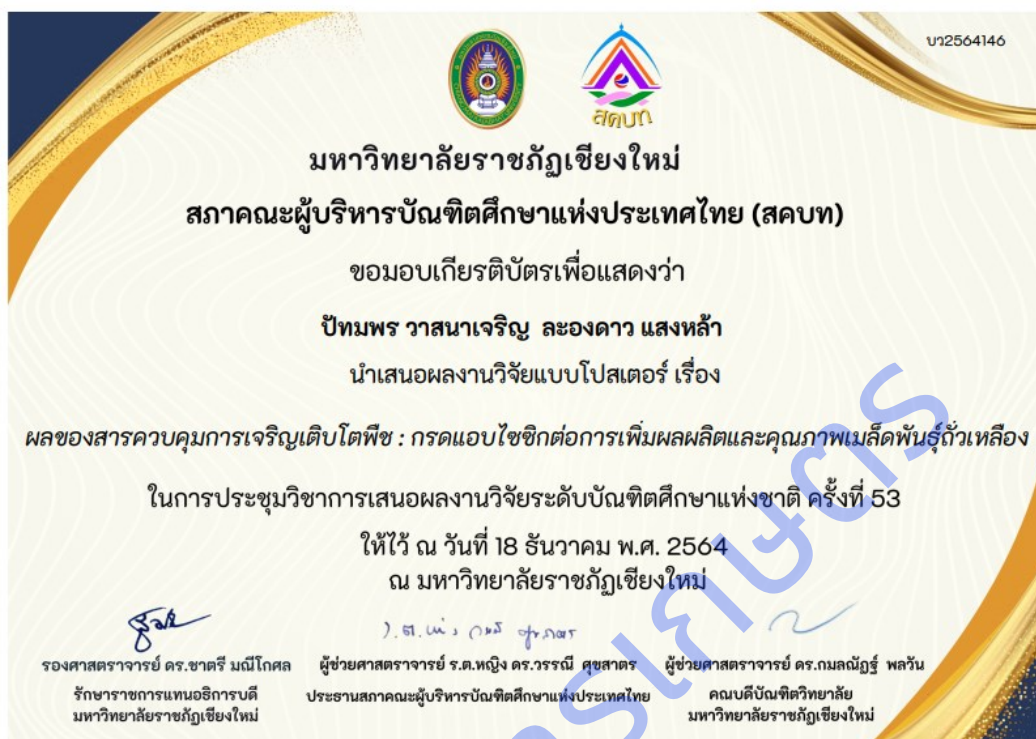 บว2564146
สคบท
มหาวิทยาลัยราชภัฏเชียงใหม่
สภาคณะผู้บริหารบัณฑิตศึกษาแห่งประเทศไทย (สคบท)
ขอมอบเกียรติบัตรเพื่อแสดงว่า
ปัทมพร วาสนาเจริญ ละอองดาว แสงหล้า
นำเสนอผลงานวิจัยแบบโปสเตอร์ เรื่อง
ผลของสารควบคุมการเจริญเติบโตพืช : กรดแอบไซซิกต่อการเพิ่มผลผลิตและคุณภาพเมล็ดพันธุ์ถั่วเหลือง
ในการประชุมวิชาการเสนอผลงานวิจัยระดับบัณฑิตศึกษาแห่งชาติ ครั้งที่ 53
ให้ไว้ ณ วันที่ 18 ธันวาคม พ.ศ. 2564
ณ มหาวิทยาลัยราชภัฏเชียงใหม่
รองศาสตราจารย์ ดร.ชาตรี มณีโกศล ผู้ช่วยศาสตราจารย์ ร.ต.หญิง ดร.วรรณี ศุขสาตร ผู้ช่วยศาสตราจารย์ ดร.กมลณัฏฐ์ พลวัน
รักษาราชการแทนอธิการบดี ประธานสภาคณะผู้บริหารบัณฑิตศึกษาแห่งประเทศไทย คณบดีบัณฑิตวิทยาลัย
มหาวิทยาลัยราชภัฏเชียงใหม่ มหาวิทยาลัยราชภัฏเชียงใหม่